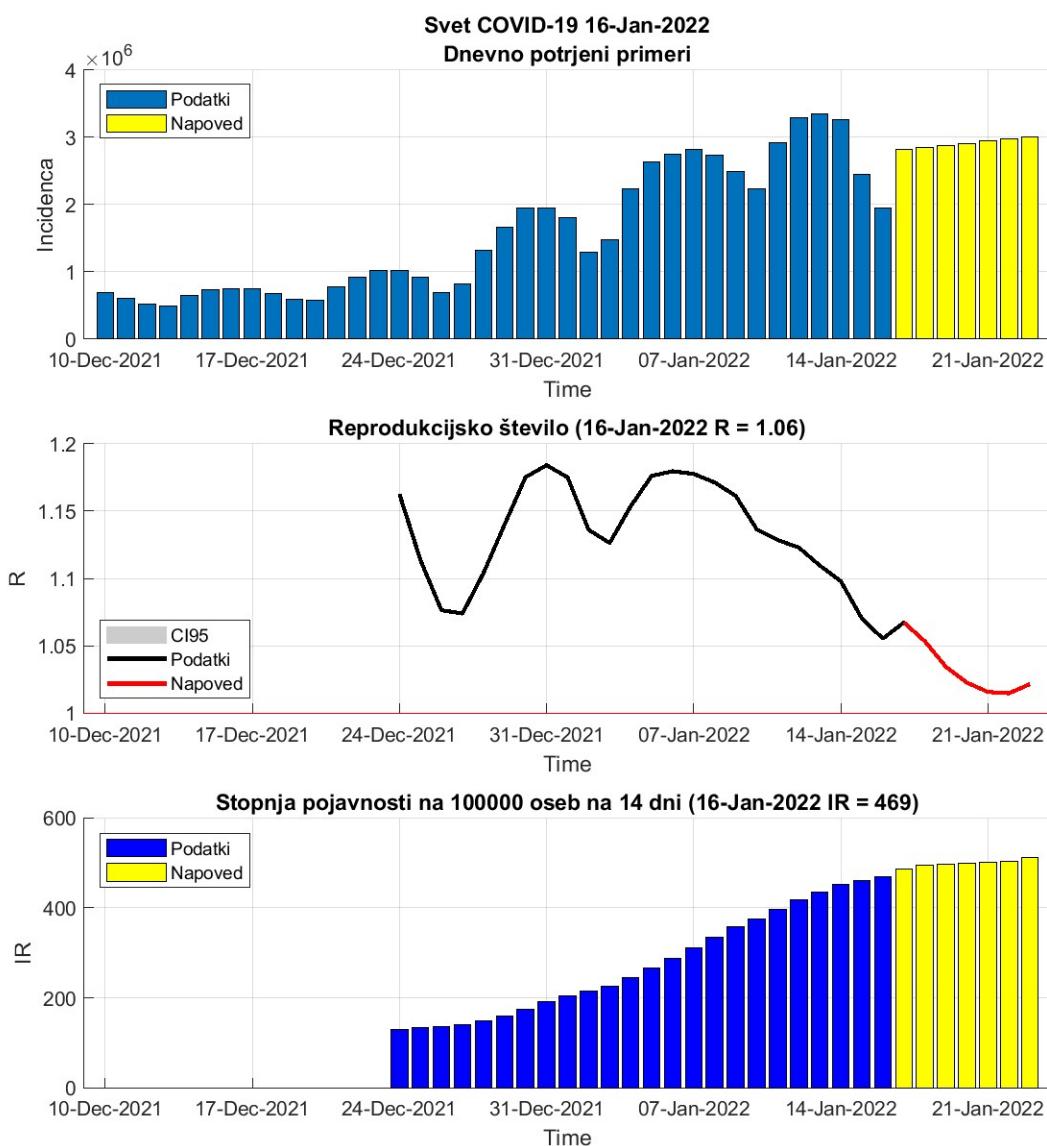 Svet COVID-19 16-Jan-2022
Dnevno potrjeni primeri
×10⁶
4
3
2
1
0
Incidenca
Podatki
Napoved
10-Dec-2021 17-Dec-2021 24-Dec-2021 31-Dec-2021 07-Jan-2022 14-Jan-2022 21-Jan-2022
Time
Reprodukcijsko število (16-Jan-2022 R = 1.06)
1.2
1.15
1.1
1.05
1
R
CI95
Podatki
Napoved
10-Dec-2021 17-Dec-2021 24-Dec-2021 31-Dec-2021 07-Jan-2022 14-Jan-2022 21-Jan-2022
Time
Stopnja pojavnosti na 100000 oseb na 14 dni (16-Jan-2022 IR = 469)
600
400
200
0
IR
Podatki
Napoved
10-Dec-2021 17-Dec-2021 24-Dec-2021 31-Dec-2021 07-Jan-2022 14-Jan-2022 21-Jan-2022
Time